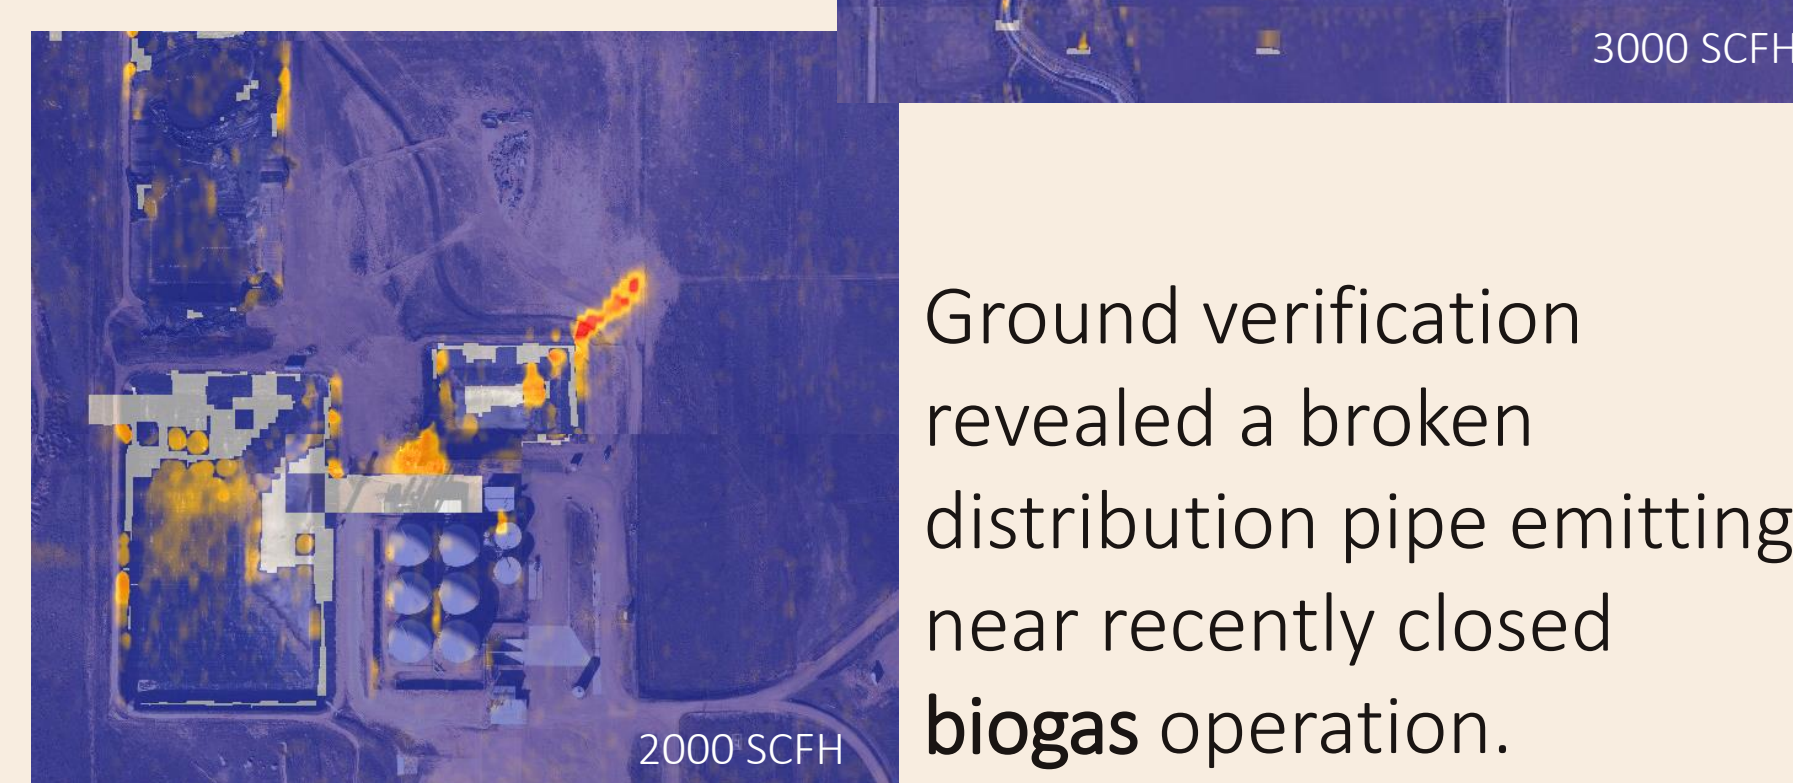 3000 SCFH
Ground verification
revealed a broken
distribution pipe emitting
near recently closed
biogas operation.
2000 SCFH